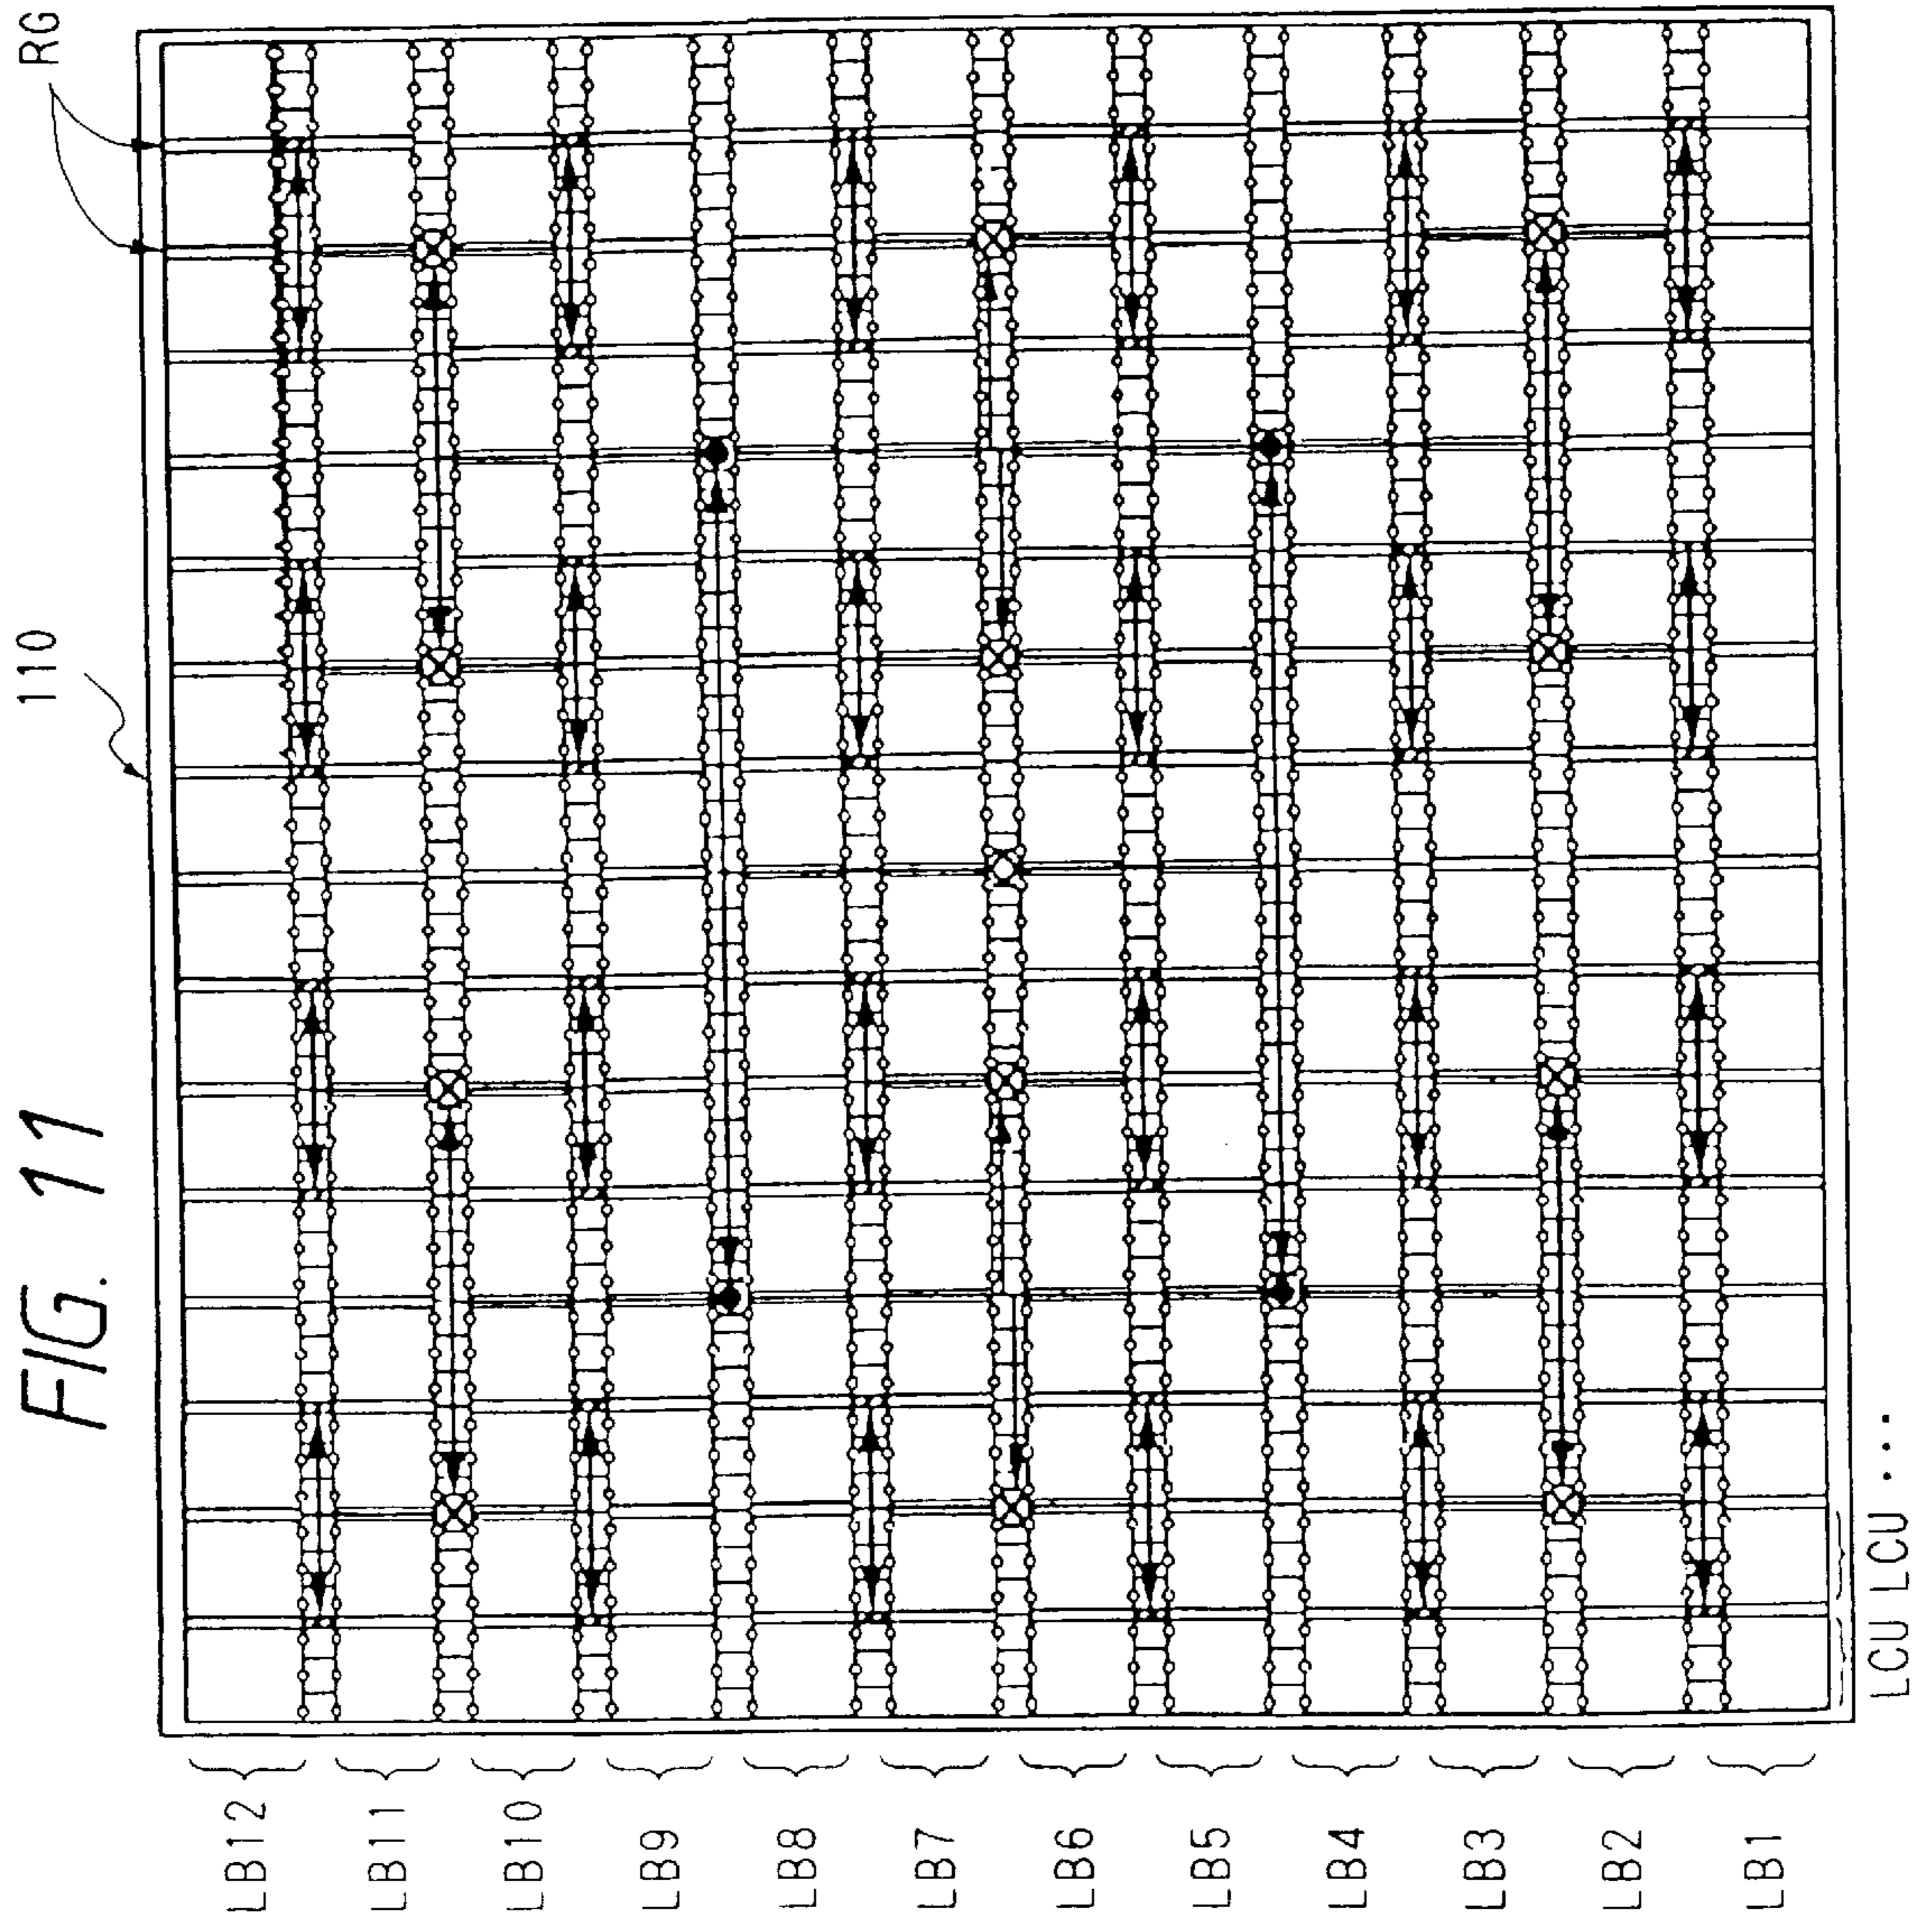 FIG. 11
110
RG
LB12
LB11
LB10
LB9
LB8
LB7
LB6
LB5
LB4
LB3
LB2
LB1
LCU LCU ...